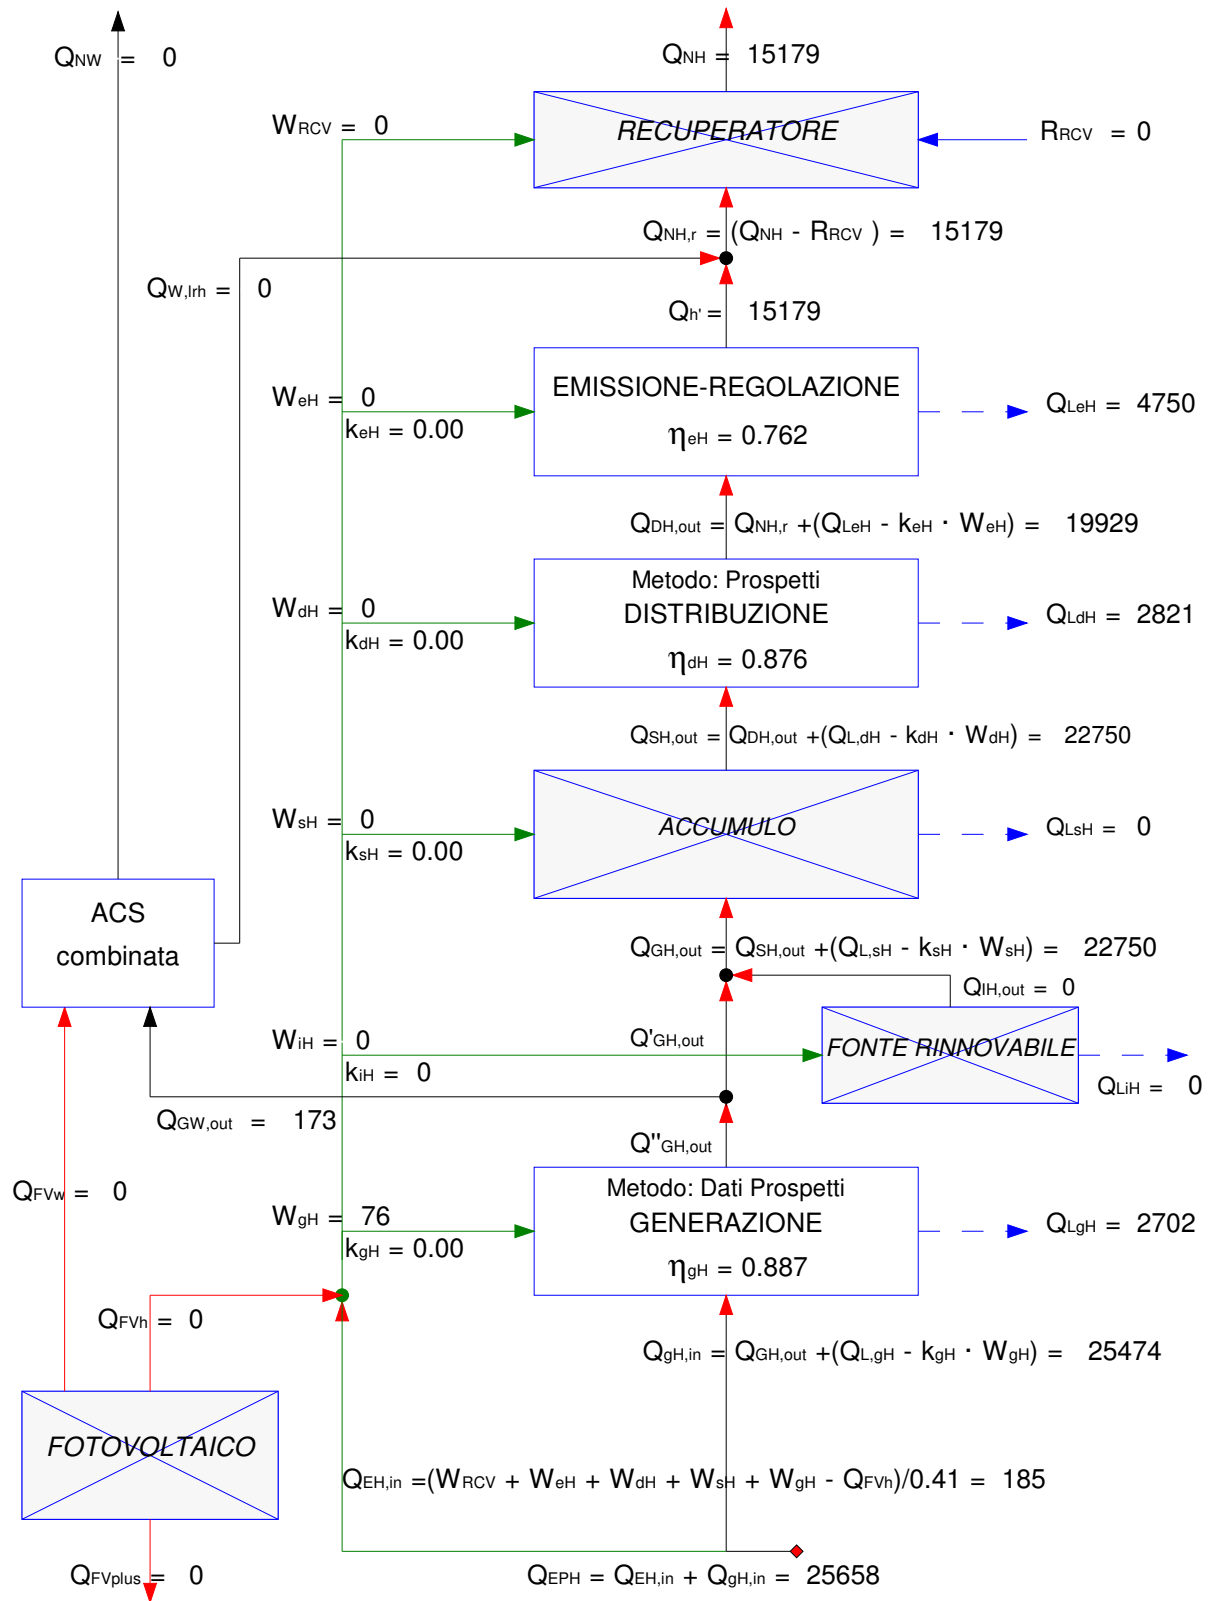 QNW = 0
QNH = 15179
WRCV = 0
RECUPERATORE
RRCV = 0
QNH,r = (QNH - RRCV ) = 15179
QW,lrh = 0
Qh' = 15179
WeH = 0
keH = 0.00
EMISSIONE-REGOLAZIONE
ηeH = 0.762
QLeH = 4750
QDH,out = QNH,r +(QLeH - keH · WeH) = 19929
WdH = 0
kdH = 0.00
Metodo: Prospetti
DISTRIBUZIONE
ηdH = 0.876
QLdH = 2821
QSH,out = QDH,out +(QL,dH - kdH · WdH) = 22750
WsH = 0
ksH = 0.00
ACCUMULO
QLsH = 0
ACS
combinata
QGH,out = QSH,out +(QL,sH - ksH · WsH) = 22750
QIH,out = 0
WiH = 0
kiH = 0
Q'GH,out
FONTE RINNOVABILE
QLiH = 0
QGW,out = 173
Q''GH,out
QFVw = 0
WgH = 76
kgH = 0.00
Metodo: Dati Prospetti
GENERAZIONE
ηgH = 0.887
QLgH = 2702
QFVh = 0
QgH,in = QGH,out +(QL,gH - kgH · WgH) = 25474
FOTOVOLTAICO
QEH,in =(WRCV + WeH + WdH + WsH + WgH - QFVh)/0.41 = 185
QFVplus = 0
QEPH = QEH,in + QgH,in = 25658